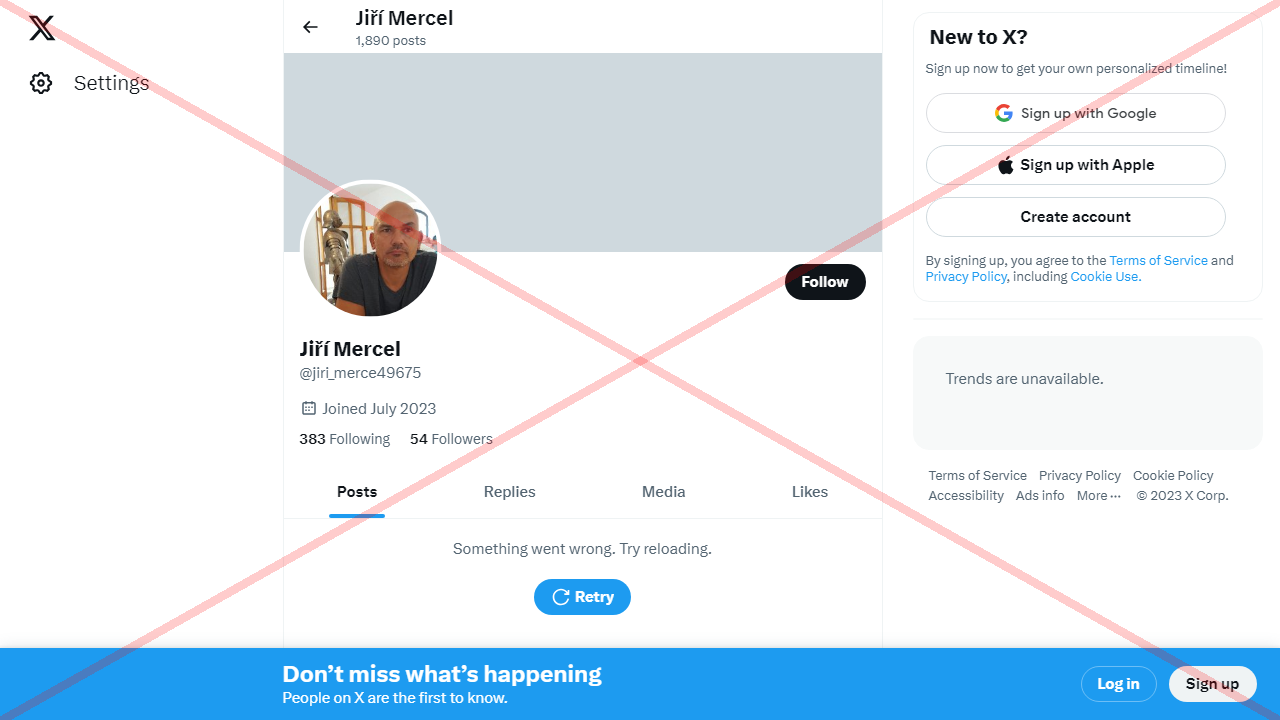 Settings
Jiří Mercel
1,890 posts
Follow
Jiří Mercel
@jiri_merce49675
Joined July 2023
383 Following 54 Followers
Posts Replies Media Likes
Something went wrong. Try reloading.
Retry
New to X?
Sign up now to get your own personalized timeline!
Sign up with Google
Sign up with Apple
Create account
By signing up, you agree to the Terms of Service and
Privacy Policy, including Cookie Use.
Trends are unavailable.
Terms of Service Privacy Policy Cookie Policy
Accessibility Ads info More ··· © 2023 X Corp.
Don’t miss what’s happening
People on X are the first to know.
Log in Sign up